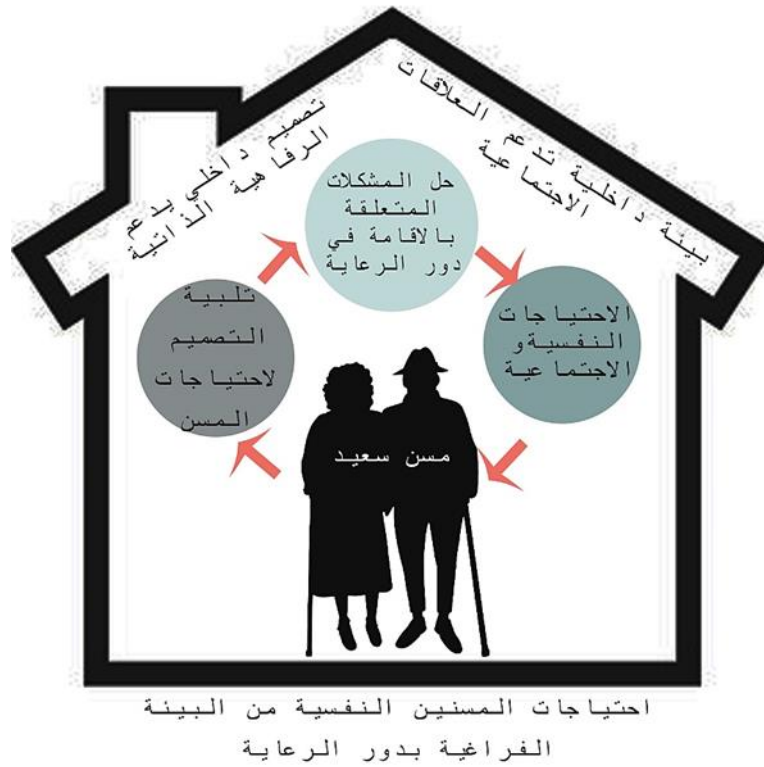 بيئة داخلية تدعم العلاقات
الاجتماعية
تصميم داخلي يدعم
الرفاهية الذاتية
حل المشكلات
المتعلقة
بالاقامة في
دور الرعاية
الاحتياجات
النفسية و
الاجتماعية
تلبية
التصميم
لاحتياجات
المسن
مسن سعيد
احتياجات المسنين النفسية من البيئة
الفراغية بدور الرعاية